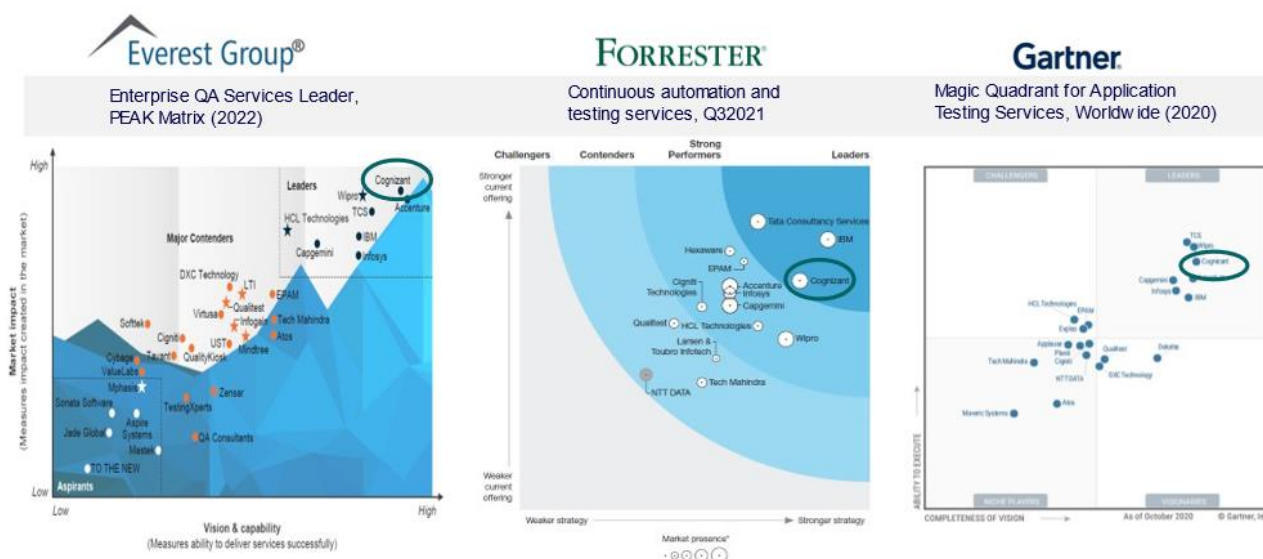 Everest Group®
Enterprise QA Services Leader,
PEAK Matrix (2022)
High
Market impact
(Measures impact created in the market)
Low
Leaders
Cognizant
Wipro
Accenture
TCS
HCL Technologies
IBM
Capgemini
Infosys
Major Contenders
DXC Technology
LTI
EPAM
Qualitest
Virtusa
Infogain
Tech Mahindra
Softtek
Cigniti
UST
Mindtree
Atos
Tavant
QualityKiosk
Cybage
ValueLabs
Mphasis
Zensar
TestingXperts
Sonata Software
Aspire
Systems
Jade Global
QA Consultants
Mastek
TO THE NEW
Aspirants
Low
High
Vision & capability
(Measures ability to deliver services successfully)
FORRESTER®
Continuous automation and
testing services, Q32021
Challengers
Contenders
Strong
Performers
Leaders
Stronger
current
offering
Tata Consultancy Services
IBM
Hexaware
EPAM
Cognizant
Cigniti
Technologies
Accenture
Infosys
Capgemini
Qualitest
HCL Technologies
Wipro
Larsen &
Toubro Infotech
Tech Mahindra
NTT DATA
Weaker
current
offering
Weaker strategy
Stronger strategy
Market presence*
Gartner
Magic Quadrant for Application
Testing Services, Worldwide (2020)
CHALLENGERS
LEADERS
TCS
Wipro
Cognizant
Capgemini
Infosys
IBM
HCL Technologies
EPAM
Expleo
Applause
Planit
Cigniti
Qualitest
Deloitte
Tech Mahindra
NTT DATA
DXC Technology
Atos
Maveric Systems
ABILITY TO EXECUTE
NICHE PLAYERS
VISIONARIES
COMPLETENESS OF VISION
As of October 2020
© Gartner, In